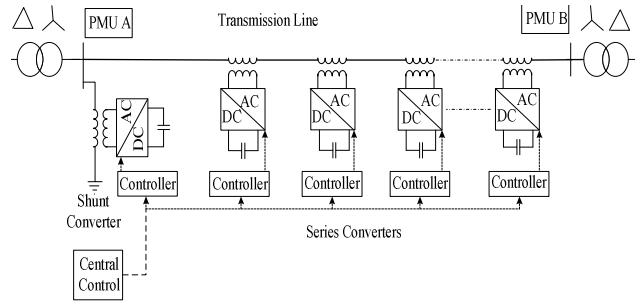 Transmission Line
PMU A
PMU B
AC
DC
AC
DC
AC
DC
AC
DC
AC
DC
Controller
Controller
Controller
Controller
Controller
Shunt
Converter
Series Converters
Central
Control